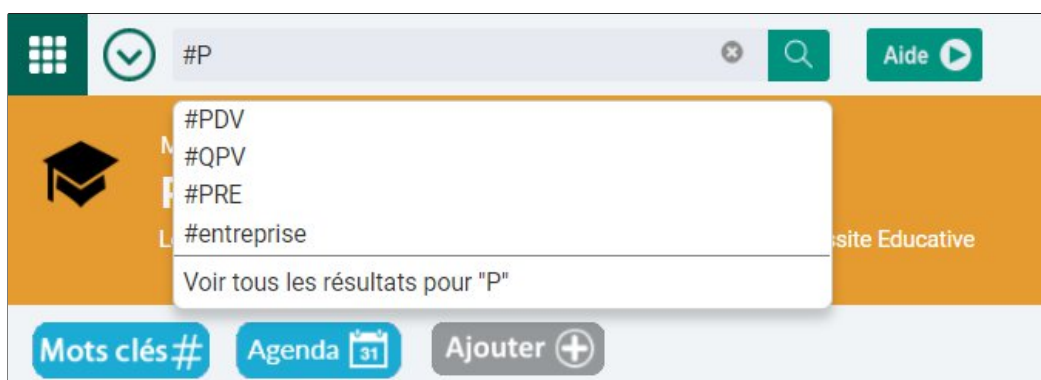 #P
Aide
#PDV
#QPV
#PRE
#entreprise
ssite Educative
Voir tous les résultats pour "P"
Mots clés#
Agenda 31
Ajouter